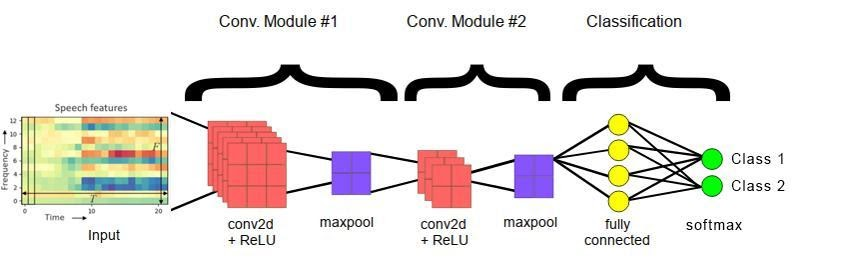 Conv. Module #1
Conv. Module #2
Classification
Speech features
12
10
8
6
4
2
0
Frequency
F
T
0
10
20
Time
Input
conv2d
+ ReLU
maxpool
conv2d
+ ReLU
maxpool
fully
connected
Class 1
Class 2
softmax